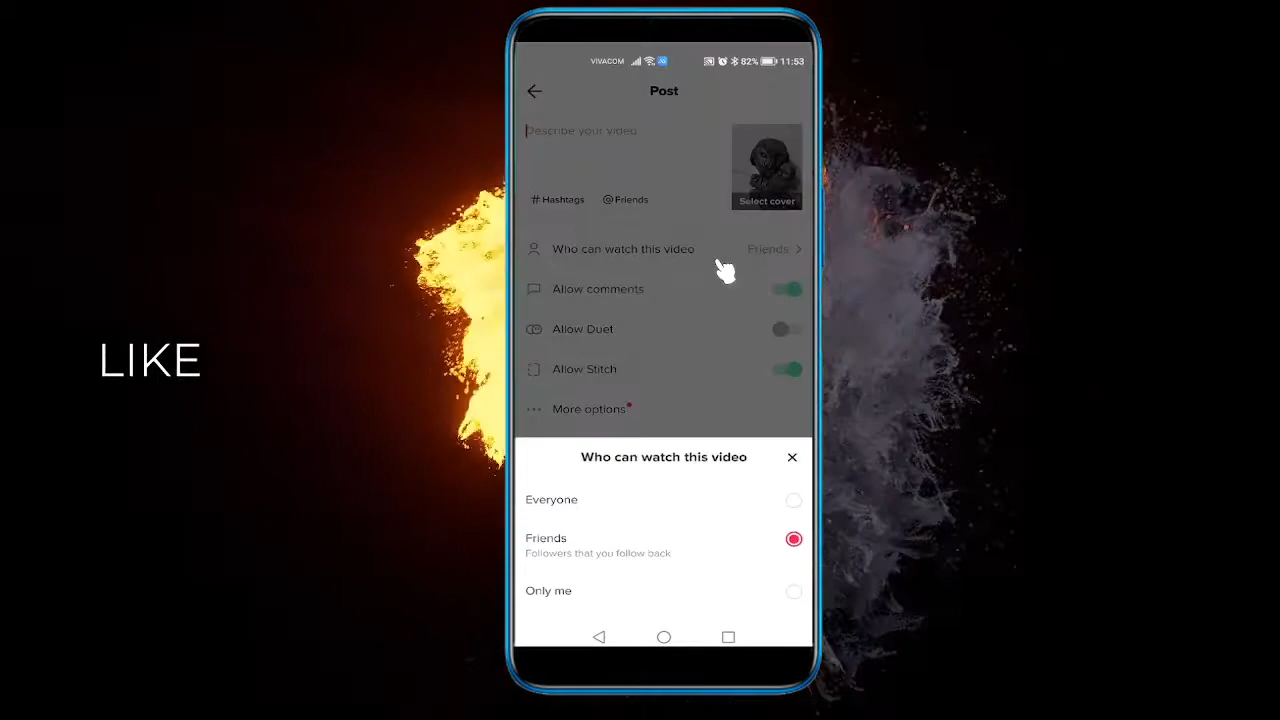 VIVACOM 82% 11:53
Post
Describe your video
Select cover
# Hashtags @ Friends
Who can watch this video Friends
Allow comments
Allow Duet
Allow Stitch
More options
LIKE
Who can watch this video
Everyone
Friends
Followers that you follow back
Only me